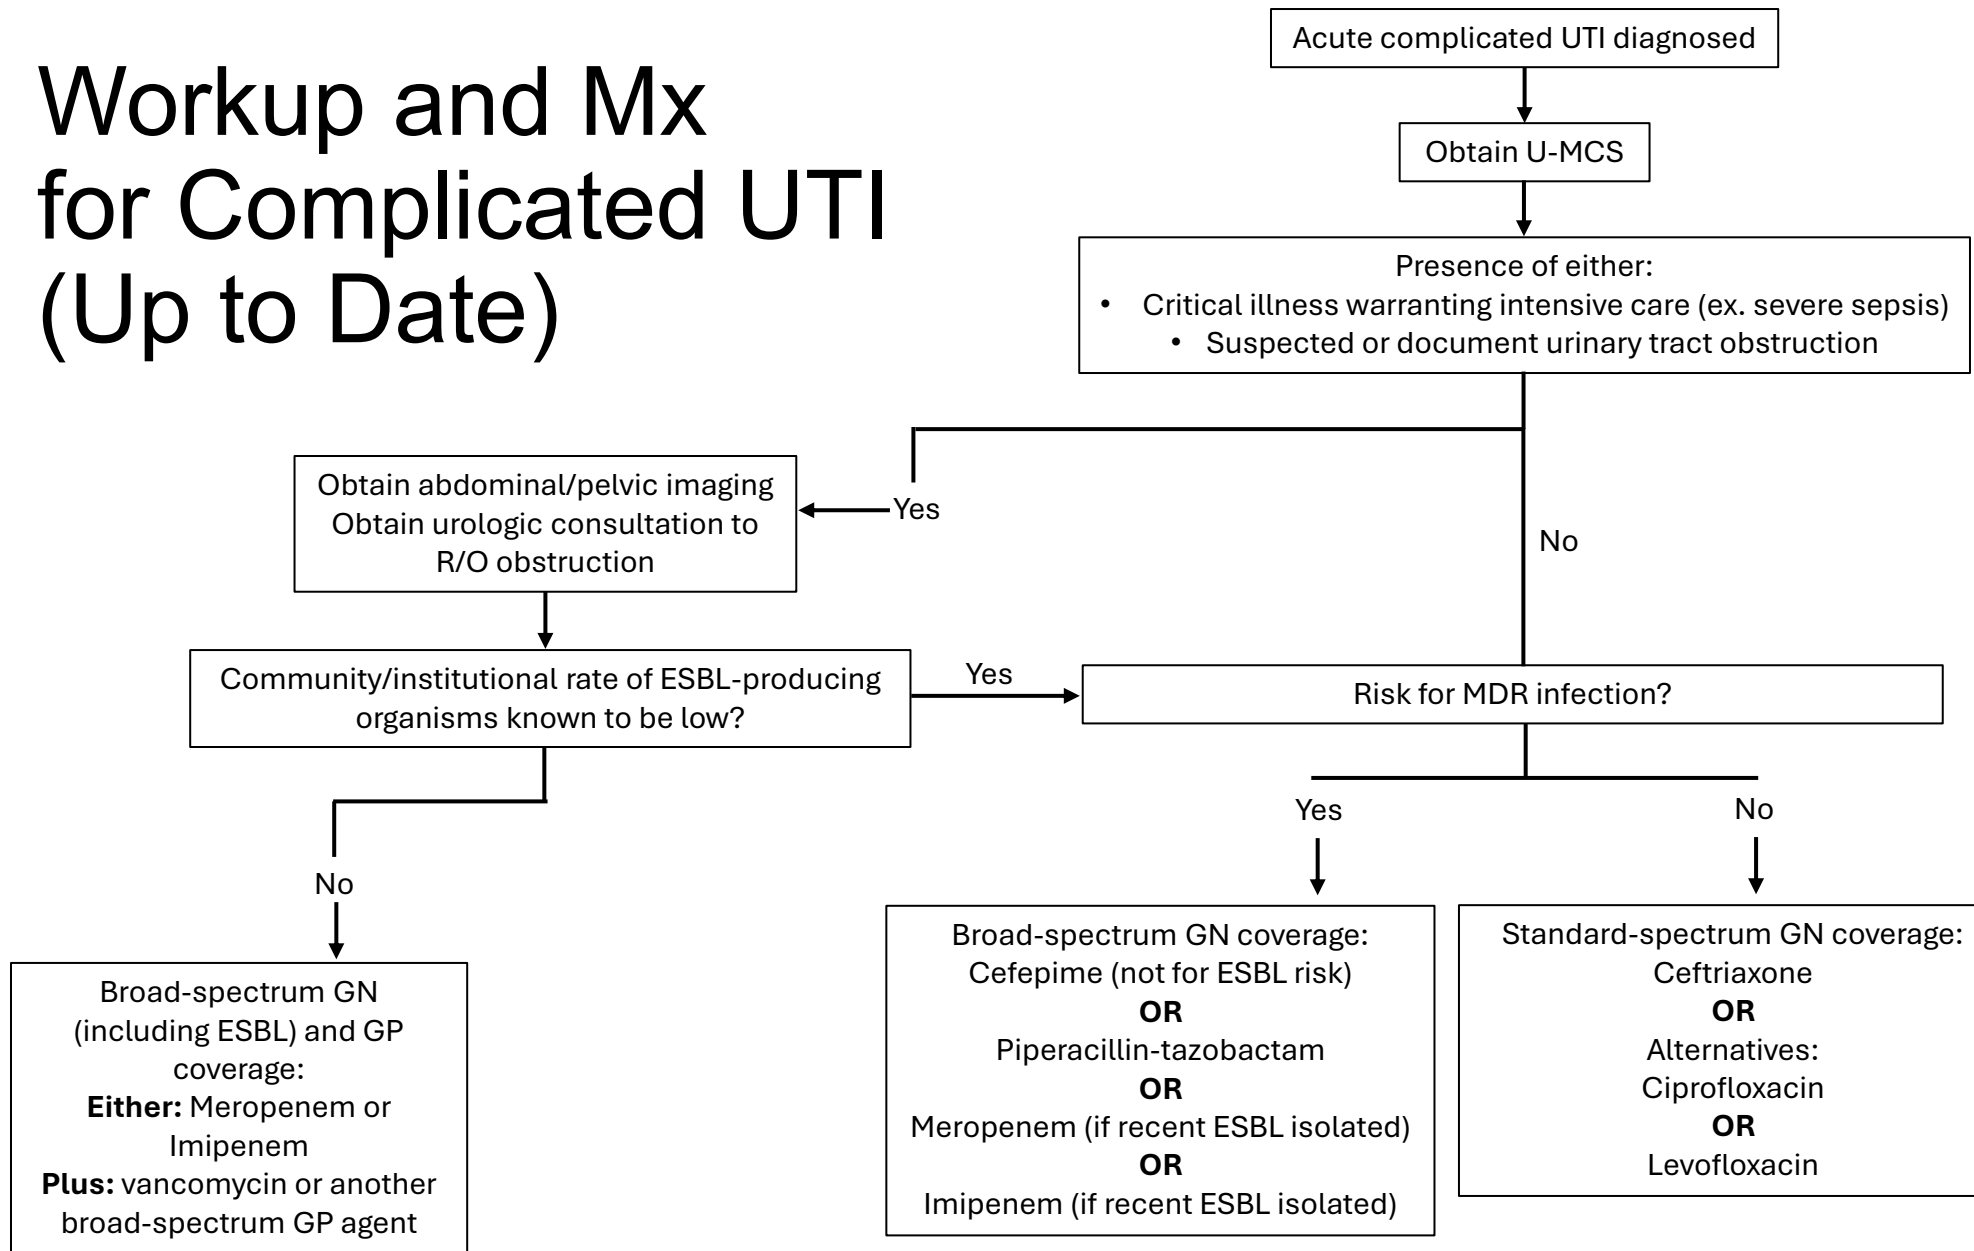 Workup and Mx
for Complicated UTI
(Up to Date)
Acute complicated UTI diagnosed
Obtain U-MCS
Presence of either:
• Critical illness warranting intensive care (ex. severe sepsis)
• Suspected or document urinary tract obstruction
Yes
No
Obtain abdominal/pelvic imaging
Obtain urologic consultation to
R/O obstruction
Community/institutional rate of ESBL-producing
organisms known to be low?
Yes
Risk for MDR infection?
No
Yes
No
Broad-spectrum GN
(including ESBL) and GP
coverage:
Either: Meropenem or
Imipenem
Plus: vancomycin or another
broad-spectrum GP agent
Broad-spectrum GN coverage:
Cefepime (not for ESBL risk)
OR
Piperacillin-tazobactam
OR
Meropenem (if recent ESBL isolated)
OR
Imipenem (if recent ESBL isolated)
Standard-spectrum GN coverage:
Ceftriaxone
OR
Alternatives:
Ciprofloxacin
OR
Levofloxacin